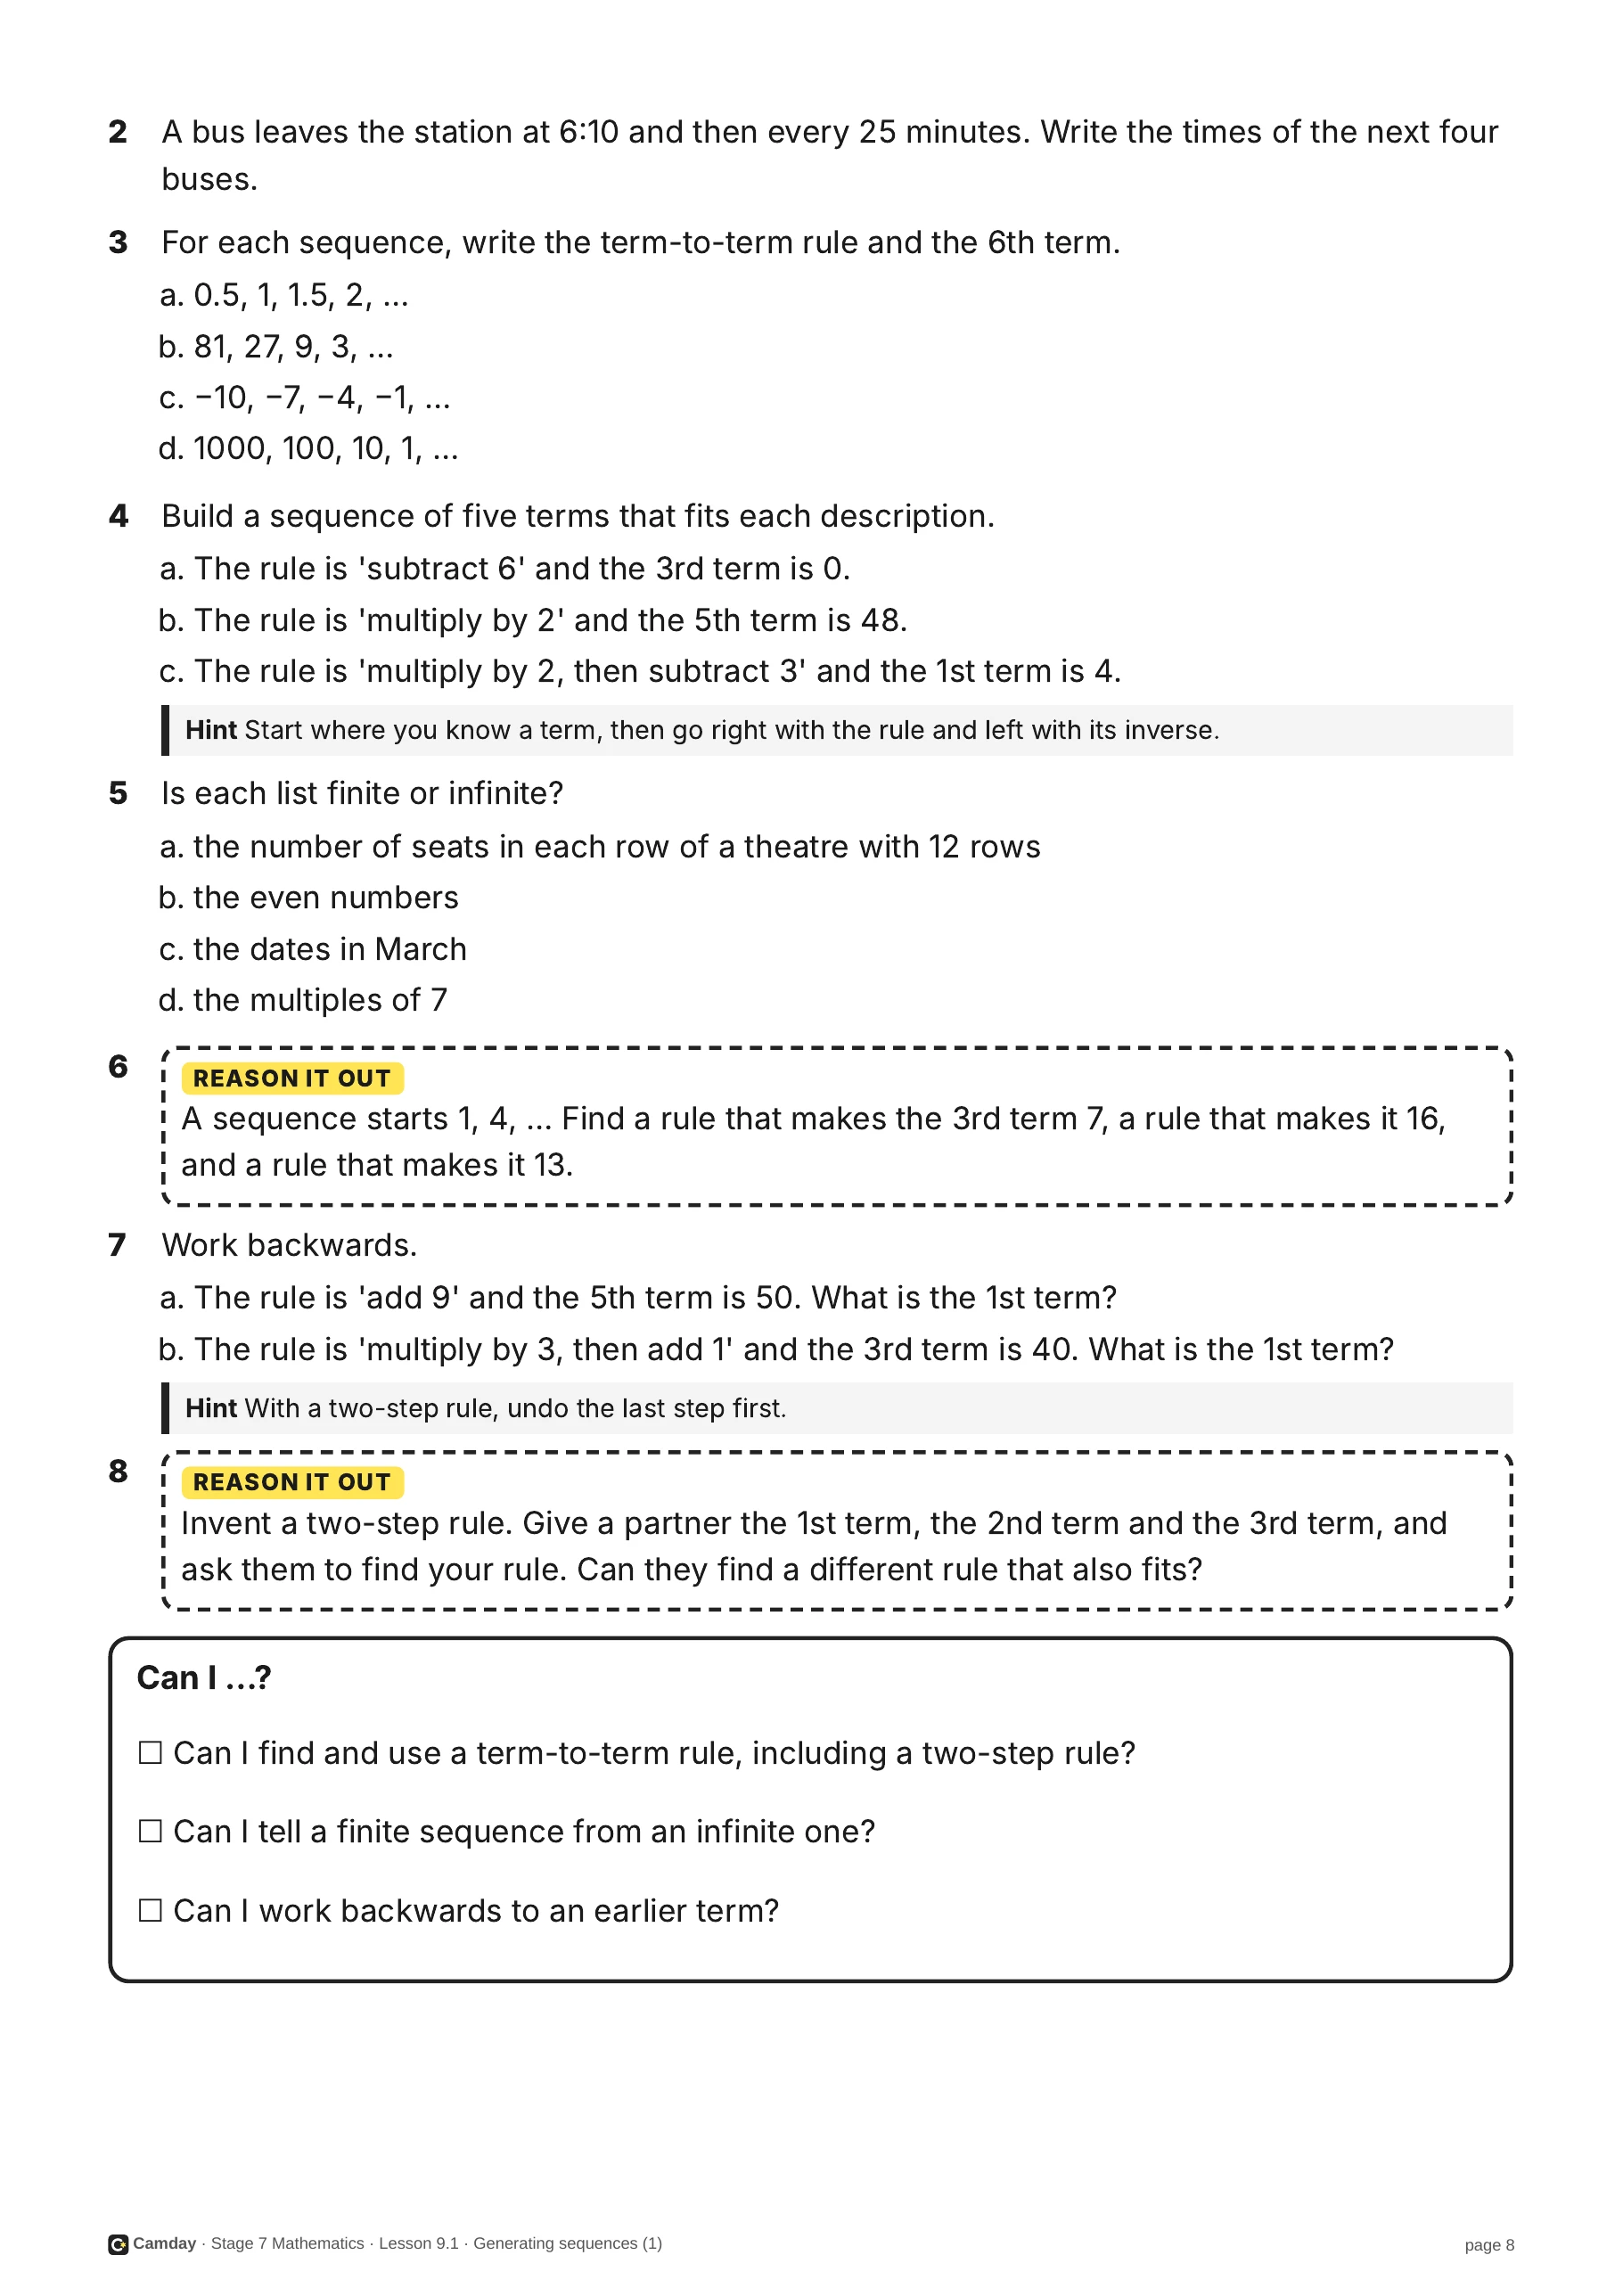 2 A bus leaves the station at 6:10 and then every 25 minutes. Write the times of the next four
buses.
3 For each sequence, write the term-to-term rule and the 6th term.
a. 0.5, 1, 1.5, 2, …
b. 81, 27, 9, 3, …
c. −10, −7, −4, −1, …
d. 1000, 100, 10, 1, …
4 Build a sequence of five terms that fits each description.
a. The rule is 'subtract 6' and the 3rd term is 0.
b. The rule is 'multiply by 2' and the 5th term is 48.
c. The rule is 'multiply by 2, then subtract 3' and the 1st term is 4.
Hint Start where you know a term, then go right with the rule and left with its inverse.
5 Is each list finite or infinite?
a. the number of seats in each row of a theatre with 12 rows
b. the even numbers
c. the dates in March
d. the multiples of 7
6 REASON IT OUT
A sequence starts 1, 4, … Find a rule that makes the 3rd term 7, a rule that makes it 16,
and a rule that makes it 13.
7 Work backwards.
a. The rule is 'add 9' and the 5th term is 50. What is the 1st term?
b. The rule is 'multiply by 3, then add 1' and the 3rd term is 40. What is the 1st term?
Hint With a two-step rule, undo the last step first.
8 REASON IT OUT
Invent a two-step rule. Give a partner the 1st term, the 2nd term and the 3rd term, and
ask them to find your rule. Can they find a different rule that also fits?
Can I …?
☐ Can I find and use a term-to-term rule, including a two-step rule?
☐ Can I tell a finite sequence from an infinite one?
☐ Can I work backwards to an earlier term?
Camday · Stage 7 Mathematics · Lesson 9.1 · Generating sequences (1) page 8